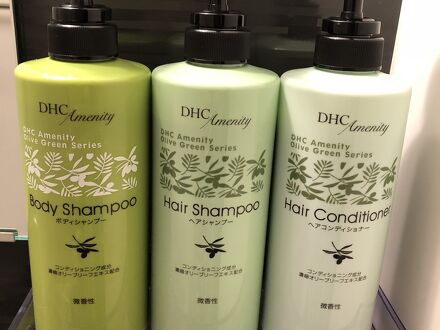 DHC Amenity
DHC Amenity
Olive Green Series
Body Shampoo
ボディシャンプー
コンディショニング成分
濃縮オリーブリーフエキス配合
微香性
DHC Amenity
DHC Amenity
Olive Green Series
Hair Shampoo
ヘアシャンプー
コンディショニング成分
濃縮オリーブリーフエキス配合
微香性
DHC Amenity
DHC Amenity
Olive Green Series
Hair Conditioner
ヘアコンディショナー
コンディショニング成分
濃縮オリーブリーフエキス配合
微香性